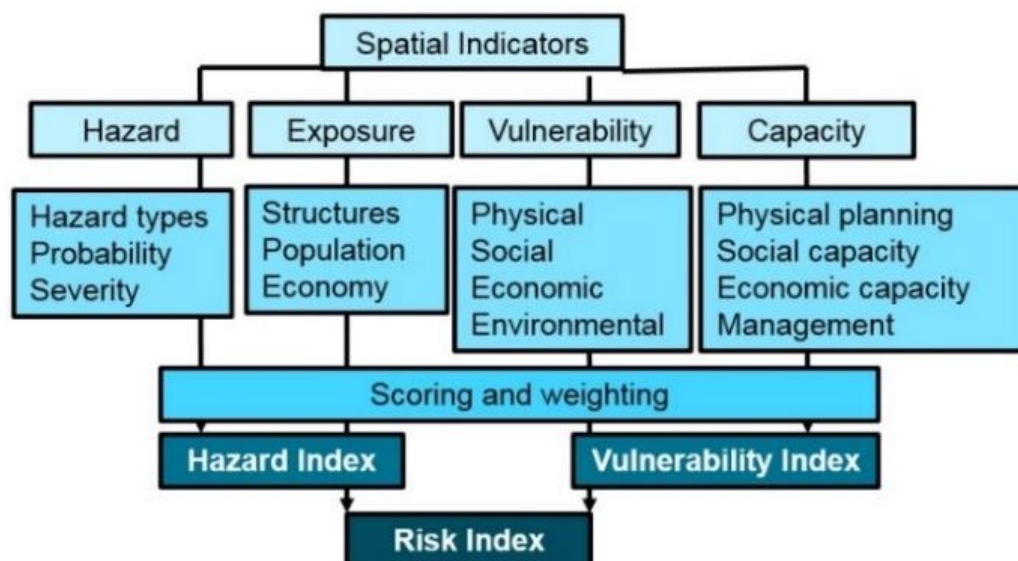 Spatial Indicators
Hazard
Exposure
Vulnerability
Capacity
Hazard types
Probability
Severity
Structures
Population
Economy
Physical
Social
Economic
Environmental
Physical planning
Social capacity
Economic capacity
Management
Scoring and weighting
Hazard Index
Vulnerability Index
Risk Index